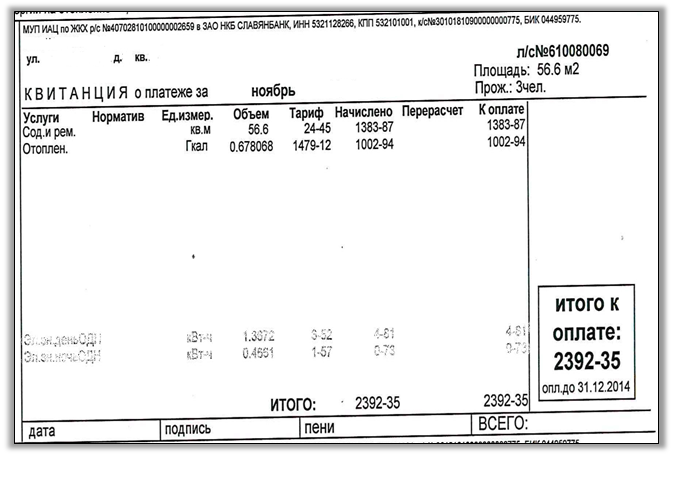 МУП ИАЦ по ЖКХ р/с №40702810100000002659 в ЗАО НКБ СЛАВЯНБАНК, ИНН 5321128266, КПП 532101001, к/с№30101810900000000775, БИК 044959775.
л/с№610080069
ул. д. кв.
Площадь: 56.6 м2
Прож.: 3чел.
КВИТАНЦИЯ о платеже за ноябрь
Услуги Норматив Ед.измер. Объем Тариф Начислено Перерасчет К оплате
Сод.и рем. кв.м 56.6 24-45 1383-87 1383-87
Отоплен. Гкал 0.678068 1479-12 1002-94 1002-94
ИТОГО К
ОПЛАТЕ:
2392-35
опл.до 31.12.2014
Эл.эн.деньОДН кВт-ч 1.3672 3-52 4-81 4-81
Эл.эн.ночьОДН кВт-ч 0.4661 1-57 0-73 0-73
ИТОГО: 2392-35 2392-35
дата подпись пени ВСЕГО: